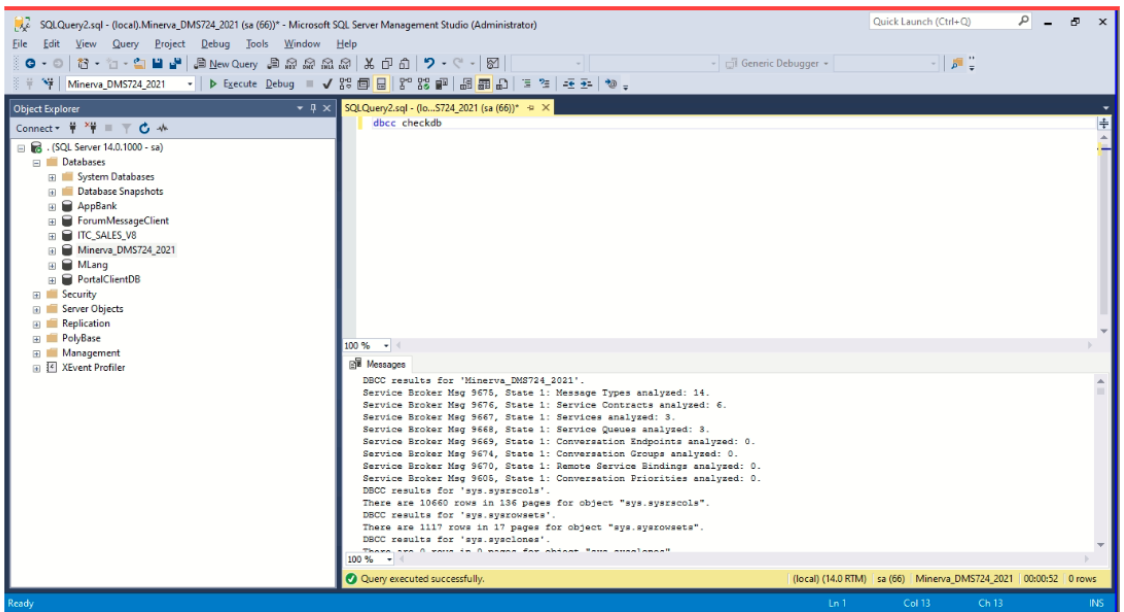 SQLQuery2.sql - (local).Minerva_DMS724_2021 (sa (66))* - Microsoft SQL Server Management Studio (Administrator)
Quick Launch (Ctrl+Q)
File Edit View Query Project Debug Tools Window Help
New Query
Generic Debugger
Minerva_DMS724_2021
Execute Debug
Object Explorer
SQLQuery2.sql - (lo...S724_2021 (sa (66))*
Connect
dbcc checkdb
. (SQL Server 14.0.1000 - sa)
Databases
System Databases
Database Snapshots
AppBank
ForumMessageClient
ITC_SALES_V8
Minerva_DMS724_2021
MLang
PortalClientDB
Security
Server Objects
Replication
PolyBase
Management
XEvent Profiler
100 %
Messages
DBCC results for 'Minerva_DMS724_2021'.
Service Broker Msg 9675, State 1: Message Types analyzed: 14.
Service Broker Msg 9676, State 1: Service Contracts analyzed: 6.
Service Broker Msg 9667, State 1: Services analyzed: 3.
Service Broker Msg 9668, State 1: Service Queues analyzed: 3.
Service Broker Msg 9669, State 1: Conversation Endpoints analyzed: 0.
Service Broker Msg 9674, State 1: Conversation Groups analyzed: 0.
Service Broker Msg 9670, State 1: Remote Service Bindings analyzed: 0.
Service Broker Msg 9605, State 1: Conversation Priorities analyzed: 0.
DBCC results for 'sys.sysrscols'.
There are 10660 rows in 136 pages for object "sys.sysrscols".
DBCC results for 'sys.sysrowsets'.
There are 1117 rows in 17 pages for object "sys.sysrowsets".
DBCC results for 'sys.sysclones'.
There are 0 rows in 0 pages for object "sys.sysclones"
100 %
Query executed successfully.
(local) (14.0 RTM) sa (66) Minerva_DMS724_2021 00:00:52 0 rows
Ready
Ln 1 Col 13 Ch 13 INS